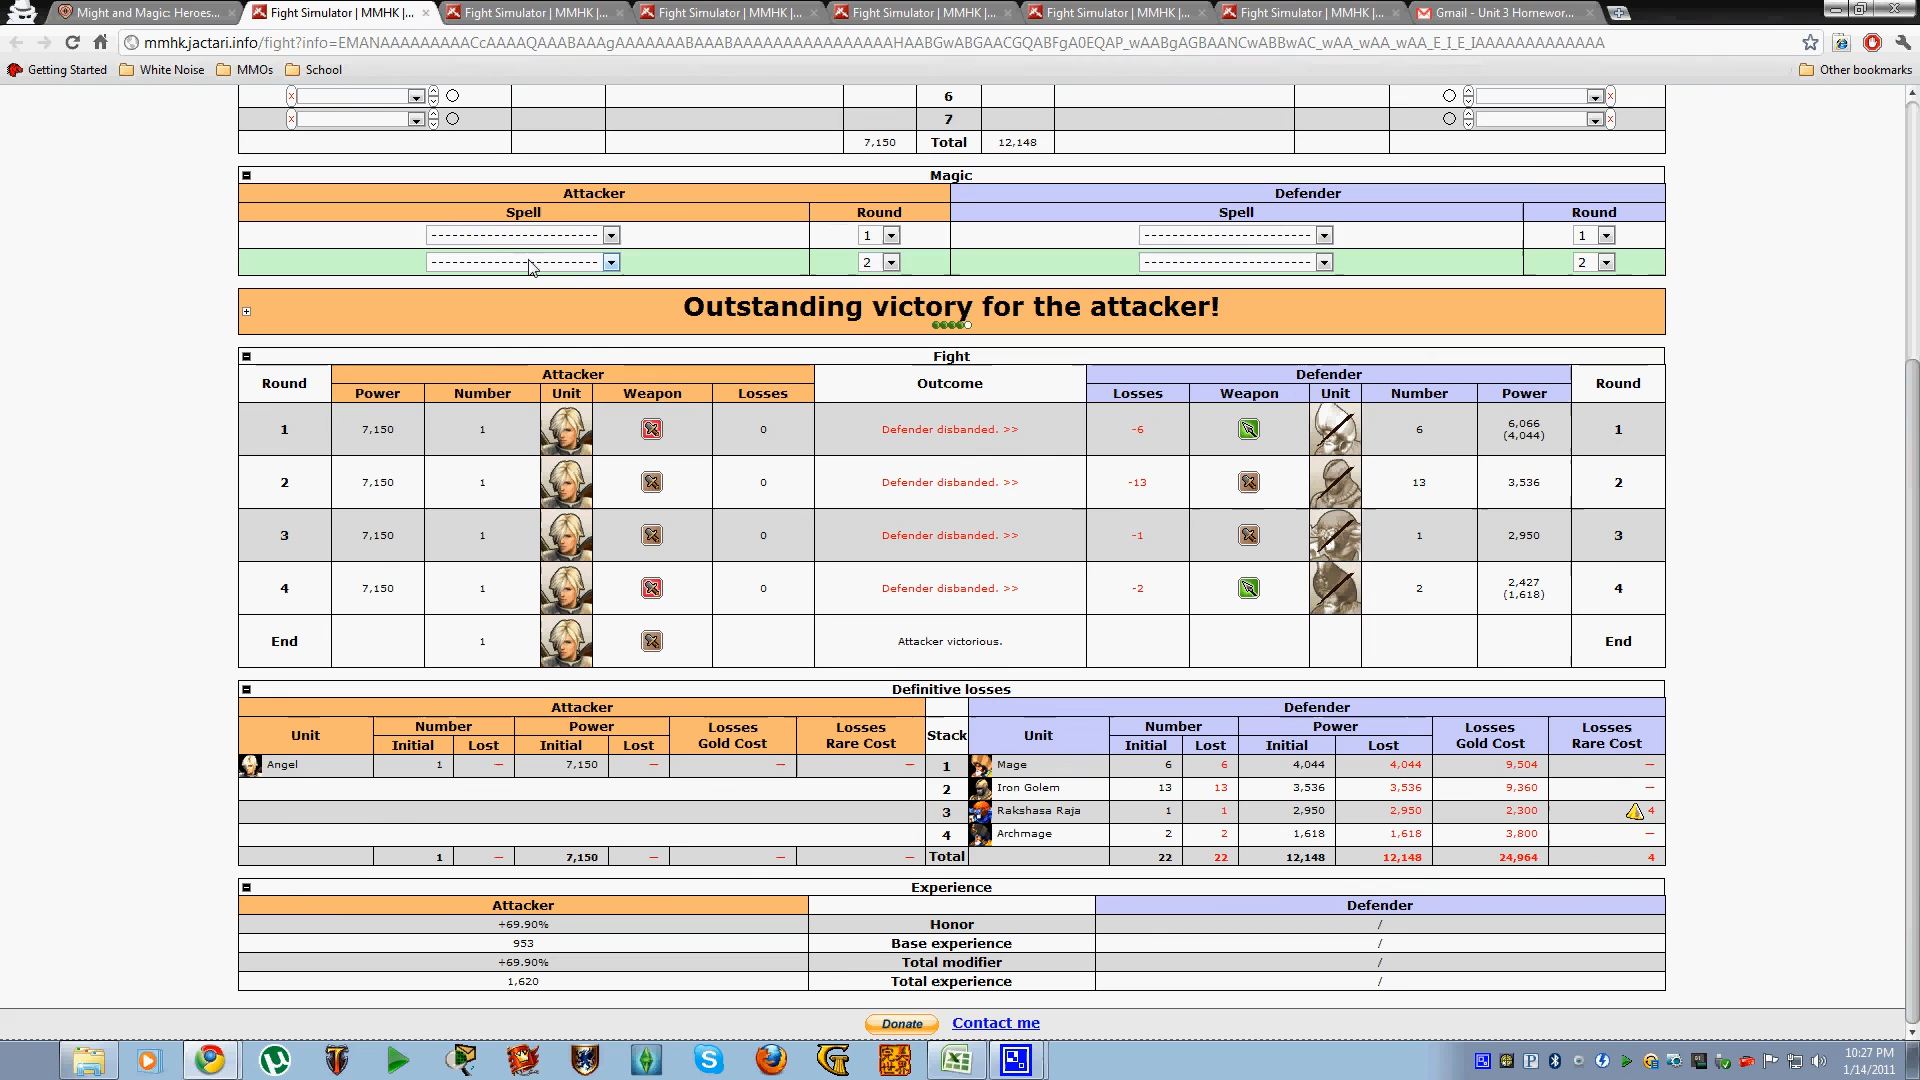 Might and Magic: Heroes...
Fight Simulator | MMHK |...
Fight Simulator | MMHK |...
Fight Simulator | MMHK |...
Fight Simulator | MMHK |...
Fight Simulator | MMHK |...
Fight Simulator | MMHK |...
Gmail - Unit 3 Homewor...
mmhk.jactari.info/fight?info=EMANAAAAAAAAACcAAAAQAAABAAAgAAAAAAABAAABAAAAAAAAAAAAAAAAHAABGwABGAACGQABFgA0EQAP_wAABgAGBAANCwABBwAC_wAA_wAA_wAA_E_I_E_IAAAAAAAAAAAAA
Getting Started White Noise MMOs School Other bookmarks
x 6 x
x 7 x
7,150 Total 12,148
Magic
Attacker Defender
Spell Round Spell Round
------------------------ 1 ------------------------ 1
------------------------ 2 ------------------------ 2
Outstanding victory for the attacker!
Fight
Round Attacker Outcome Defender Round
Power Number Unit Weapon Losses Losses Weapon Unit Number Power
1 7,150 1 0 Defender disbanded. >> -6 6 6,066 (4,044) 1
2 7,150 1 0 Defender disbanded. >> -13 13 3,536 2
3 7,150 1 0 Defender disbanded. >> -1 1 2,950 3
4 7,150 1 0 Defender disbanded. >> -2 2 2,427 (1,618) 4
End 1 Attacker victorious. End
Definitive losses
Attacker Stack Defender
Unit Number Power Losses Gold Cost Losses Rare Cost Unit Number Power Losses Gold Cost Losses Rare Cost
Initial Lost Initial Lost Initial Lost Initial Lost
Angel 1 — 7,150 — — — 1 Mage 6 6 4,044 4,044 9,504 —
2 Iron Golem 13 13 3,536 3,536 9,360 —
3 Rakshasa Raja 1 1 2,950 2,950 2,300 4
4 Archmage 2 2 1,618 1,618 3,800 —
1 — 7,150 — — — Total 22 22 12,148 12,148 24,964 4
Experience
Attacker Defender
+69.90% Honor /
953 Base experience /
+69.90% Total modifier /
1,620 Total experience /
Donate Contact me
10:27 PM
1/14/2011